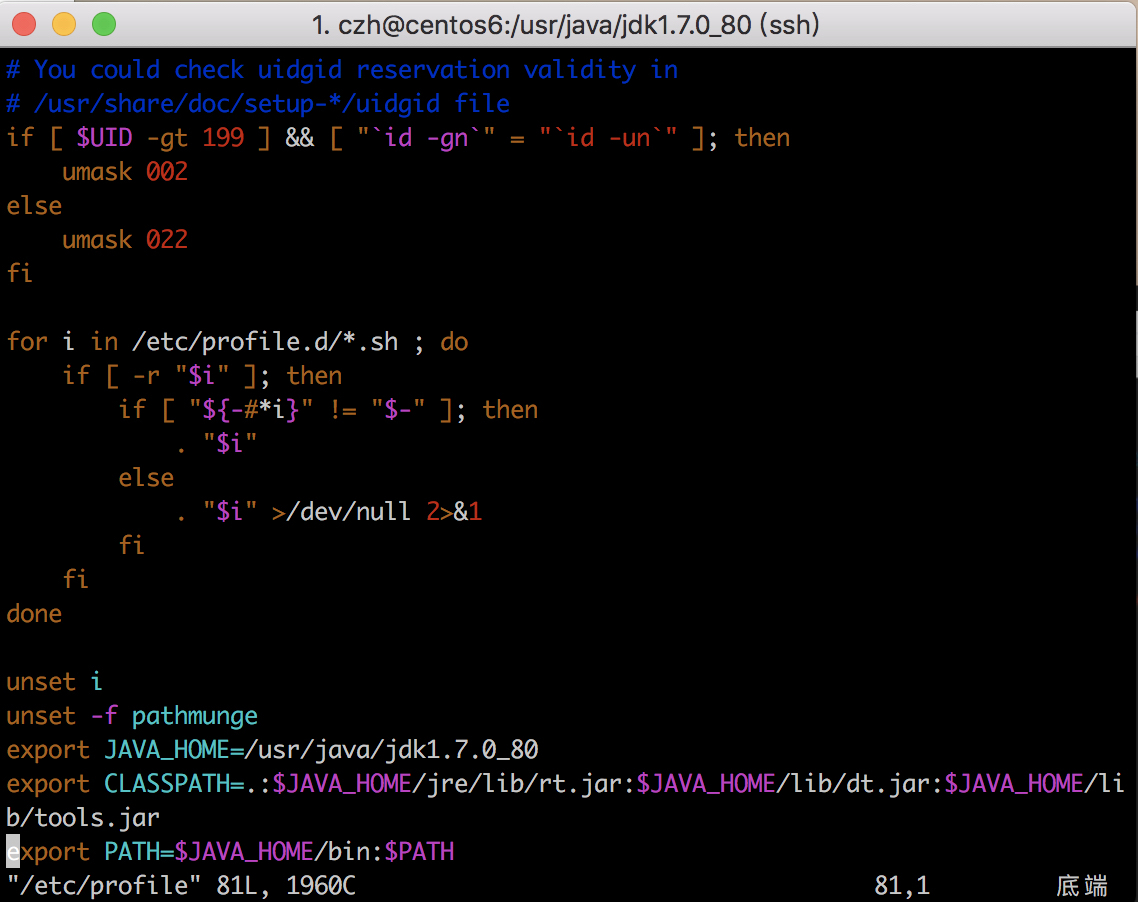 1. czh@centos6:/usr/java/jdk1.7.0_80 (ssh)
# You could check uidgid reservation validity in
# /usr/share/doc/setup-*/uidgid file
if [ $UID -gt 199 ] && [ "`id -gn`" = "`id -un`" ]; then
    umask 002
else
    umask 022
fi

for i in /etc/profile.d/*.sh ; do
    if [ -r "$i" ]; then
        if [ "${-#*i}" != "$-" ]; then
            . "$i"
        else
            . "$i" >/dev/null 2>&1
        fi
    fi
done

unset i
unset -f pathmunge
export JAVA_HOME=/usr/java/jdk1.7.0_80
export CLASSPATH=.:$JAVA_HOME/jre/lib/rt.jar:$JAVA_HOME/lib/dt.jar:$JAVA_HOME/li
b/tools.jar
export PATH=$JAVA_HOME/bin:$PATH
"/etc/profile" 81L, 1960C 81,1 底端